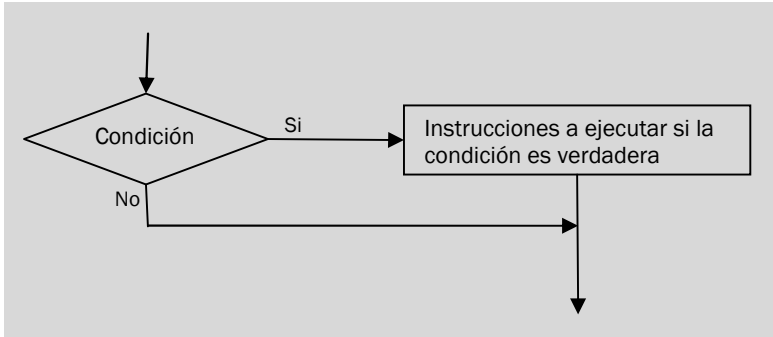 Condición
Si
Instrucciones a ejecutar si la
condición es verdadera
No